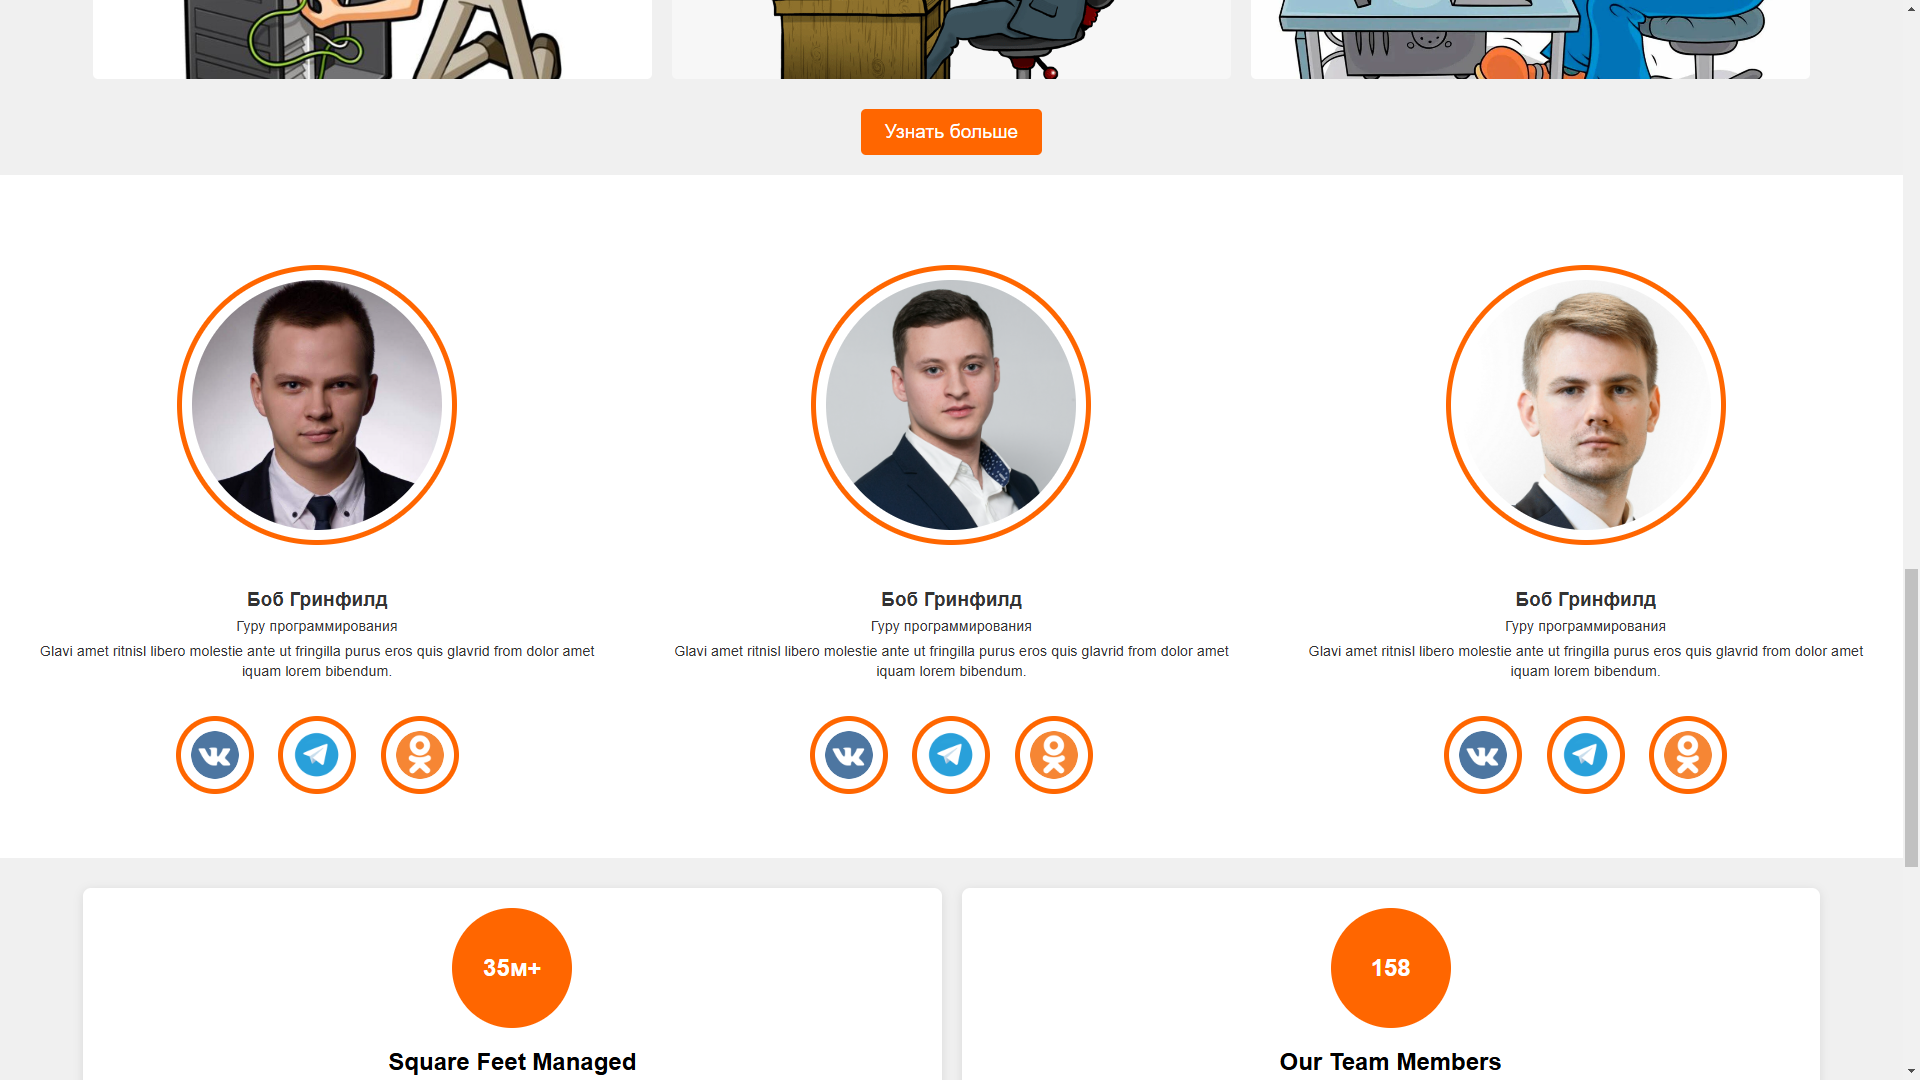 Узнать больше
Боб Гринфилд
Гуру программирования
Glavi amet ritnisl libero molestie ante ut fringilla purus eros quis glavrid from dolor amet
iquam lorem bibendum.
Боб Гринфилд
Гуру программирования
Glavi amet ritnisl libero molestie ante ut fringilla purus eros quis glavrid from dolor amet
iquam lorem bibendum.
Боб Гринфилд
Гуру программирования
Glavi amet ritnisl libero molestie ante ut fringilla purus eros quis glavrid from dolor amet
iquam lorem bibendum.
35м+
Square Feet Managed
158
Our Team Members